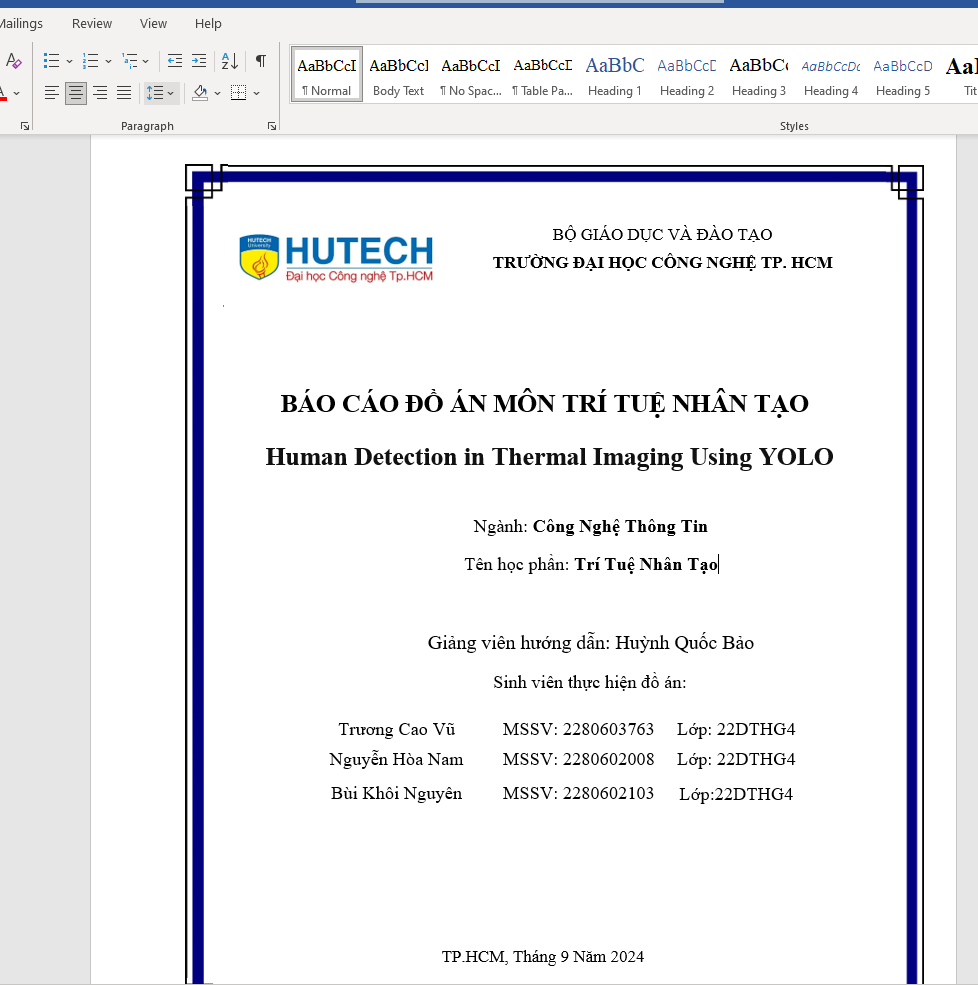 Mailings Review View Help
AaBbCcI AaBbCcI AaBbCcI AaBbCcI AaBbC AaBbCcD AaBbCc AaBbCcDc AaBbCcD
¶ Normal Body Text ¶ No Spac... ¶ Table Pa... Heading 1 Heading 2 Heading 3 Heading 4 Heading 5
Paragraph Styles
HUTECH
University
HUTECH
Đại học Công nghệ Tp.HCM
BỘ GIÁO DỤC VÀ ĐÀO TẠO
TRƯỜNG ĐẠI HỌC CÔNG NGHỆ TP. HCM
BÁO CÁO ĐỒ ÁN MÔN TRÍ TUỆ NHÂN TẠO
Human Detection in Thermal Imaging Using YOLO
Ngành: Công Nghệ Thông Tin
Tên học phần: Trí Tuệ Nhân Tạo
Giảng viên hướng dẫn: Huỳnh Quốc Bảo
Sinh viên thực hiện đồ án:
Trương Cao Vũ MSSV: 2280603763 Lớp: 22DTHG4
Nguyễn Hòa Nam MSSV: 2280602008 Lớp: 22DTHG4
Bùi Khôi Nguyên MSSV: 2280602103 Lớp:22DTHG4
TP.HCM, Tháng 9 Năm 2024